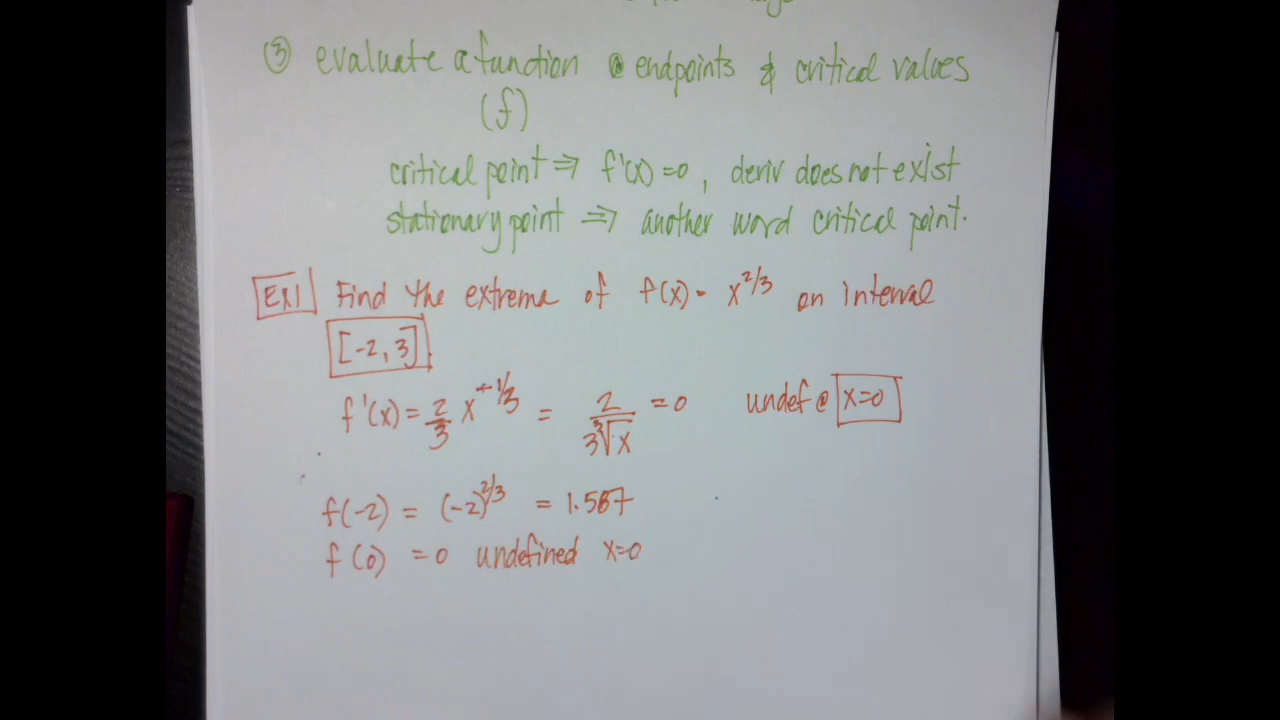 ③ evaluate a function @ endpoints & critical values
(f)
critical point ⇒ f'(x)=0, deriv does not exist
stationary point ⇒ another word critical point.
EX1 Find the extrema of f(x) = x^2/3 on interval
[-2, 3].
f'(x) = 2/3 x^-1/3 = 2/(3∛x) = 0 undef @ x=0
f(-2) = (-2)^2/3 = 1.587
f(0) = 0 undefined x=0